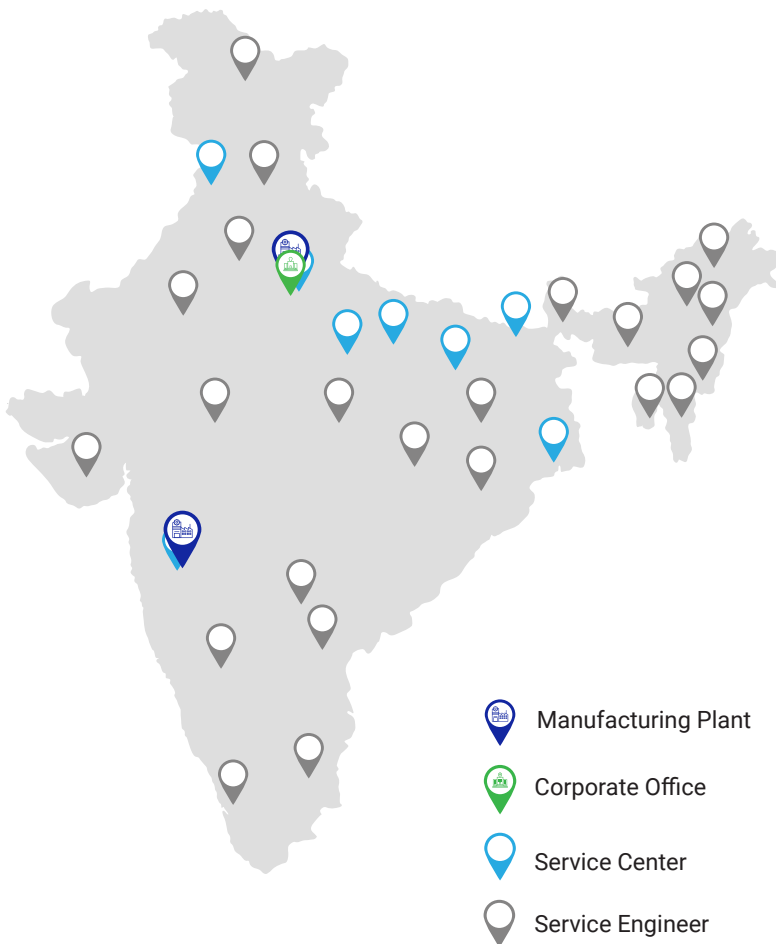 Manufacturing Plant
Corporate Office
Service Center
Service Engineer